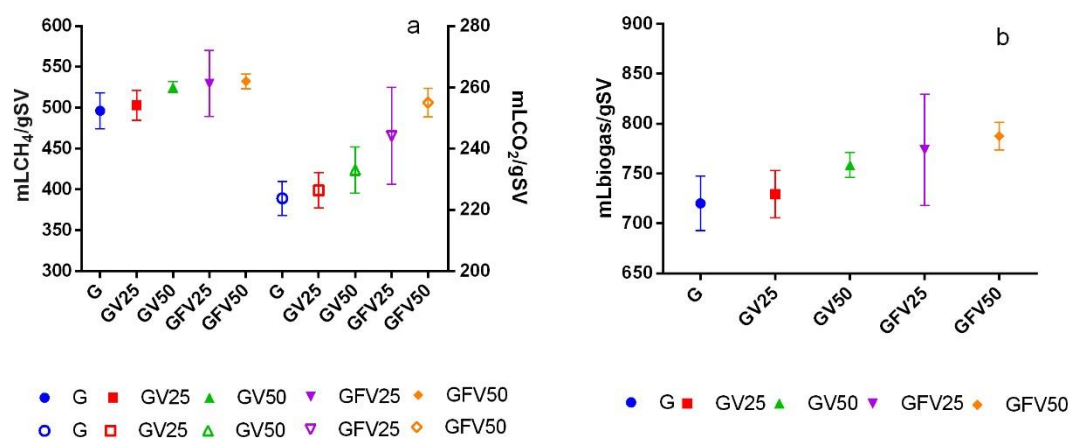 a
mLCH4/gSV
600
550
500
450
400
350
300
280
260
240
220
200
mLCO2/gSV
G GV25 GV50 GFV25 GFV50 G GV25 GV50 GFV25 GFV50
G GV25 GV50 GFV25 GFV50
G GV25 GV50 GFV25 GFV50
b
mLbiogas/gSV
900
850
800
750
700
650
G GV25 GV50 GFV25 GFV50
G GV25 GV50 GFV25 GFV50